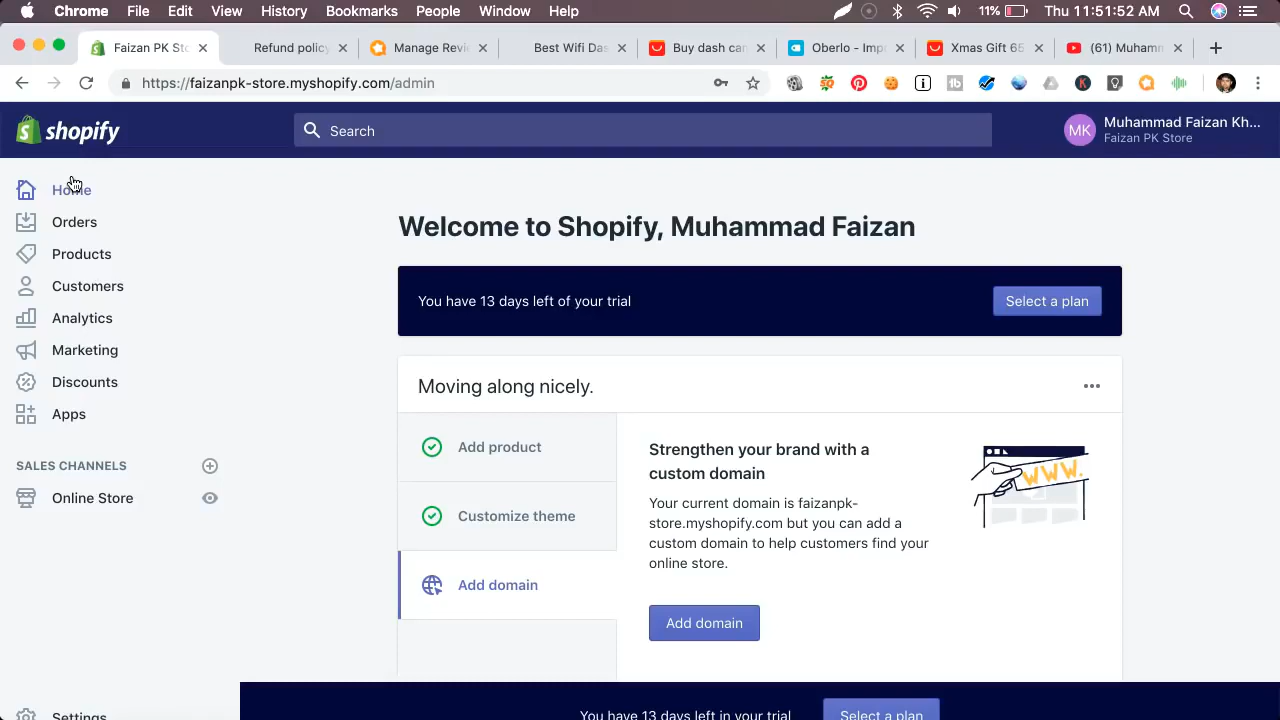 Chrome File Edit View History Bookmarks People Window Help 11% Thu 11:51:52 AM
Faizan PK Sto Refund policy Manage Revi Best Wifi Das Buy dash car Oberlo - Imp Xmas Gift 65 (61) Muhamm
https://faizanpk-store.myshopify.com/admin
shopify Search MK Muhammad Faizan Kh...
Faizan PK Store
Home
Orders
Products
Customers
Analytics
Marketing
Discounts
Apps
SALES CHANNELS
Online Store
Settings
Welcome to Shopify, Muhammad Faizan
You have 13 days left of your trial Select a plan
Moving along nicely.
Add product
Customize theme
Add domain
Strengthen your brand with a
custom domain
Your current domain is faizanpk-
store.myshopify.com but you can add a
custom domain to help customers find your
online store.
Add domain
WWW.
You have 13 days left in your trial Select a plan